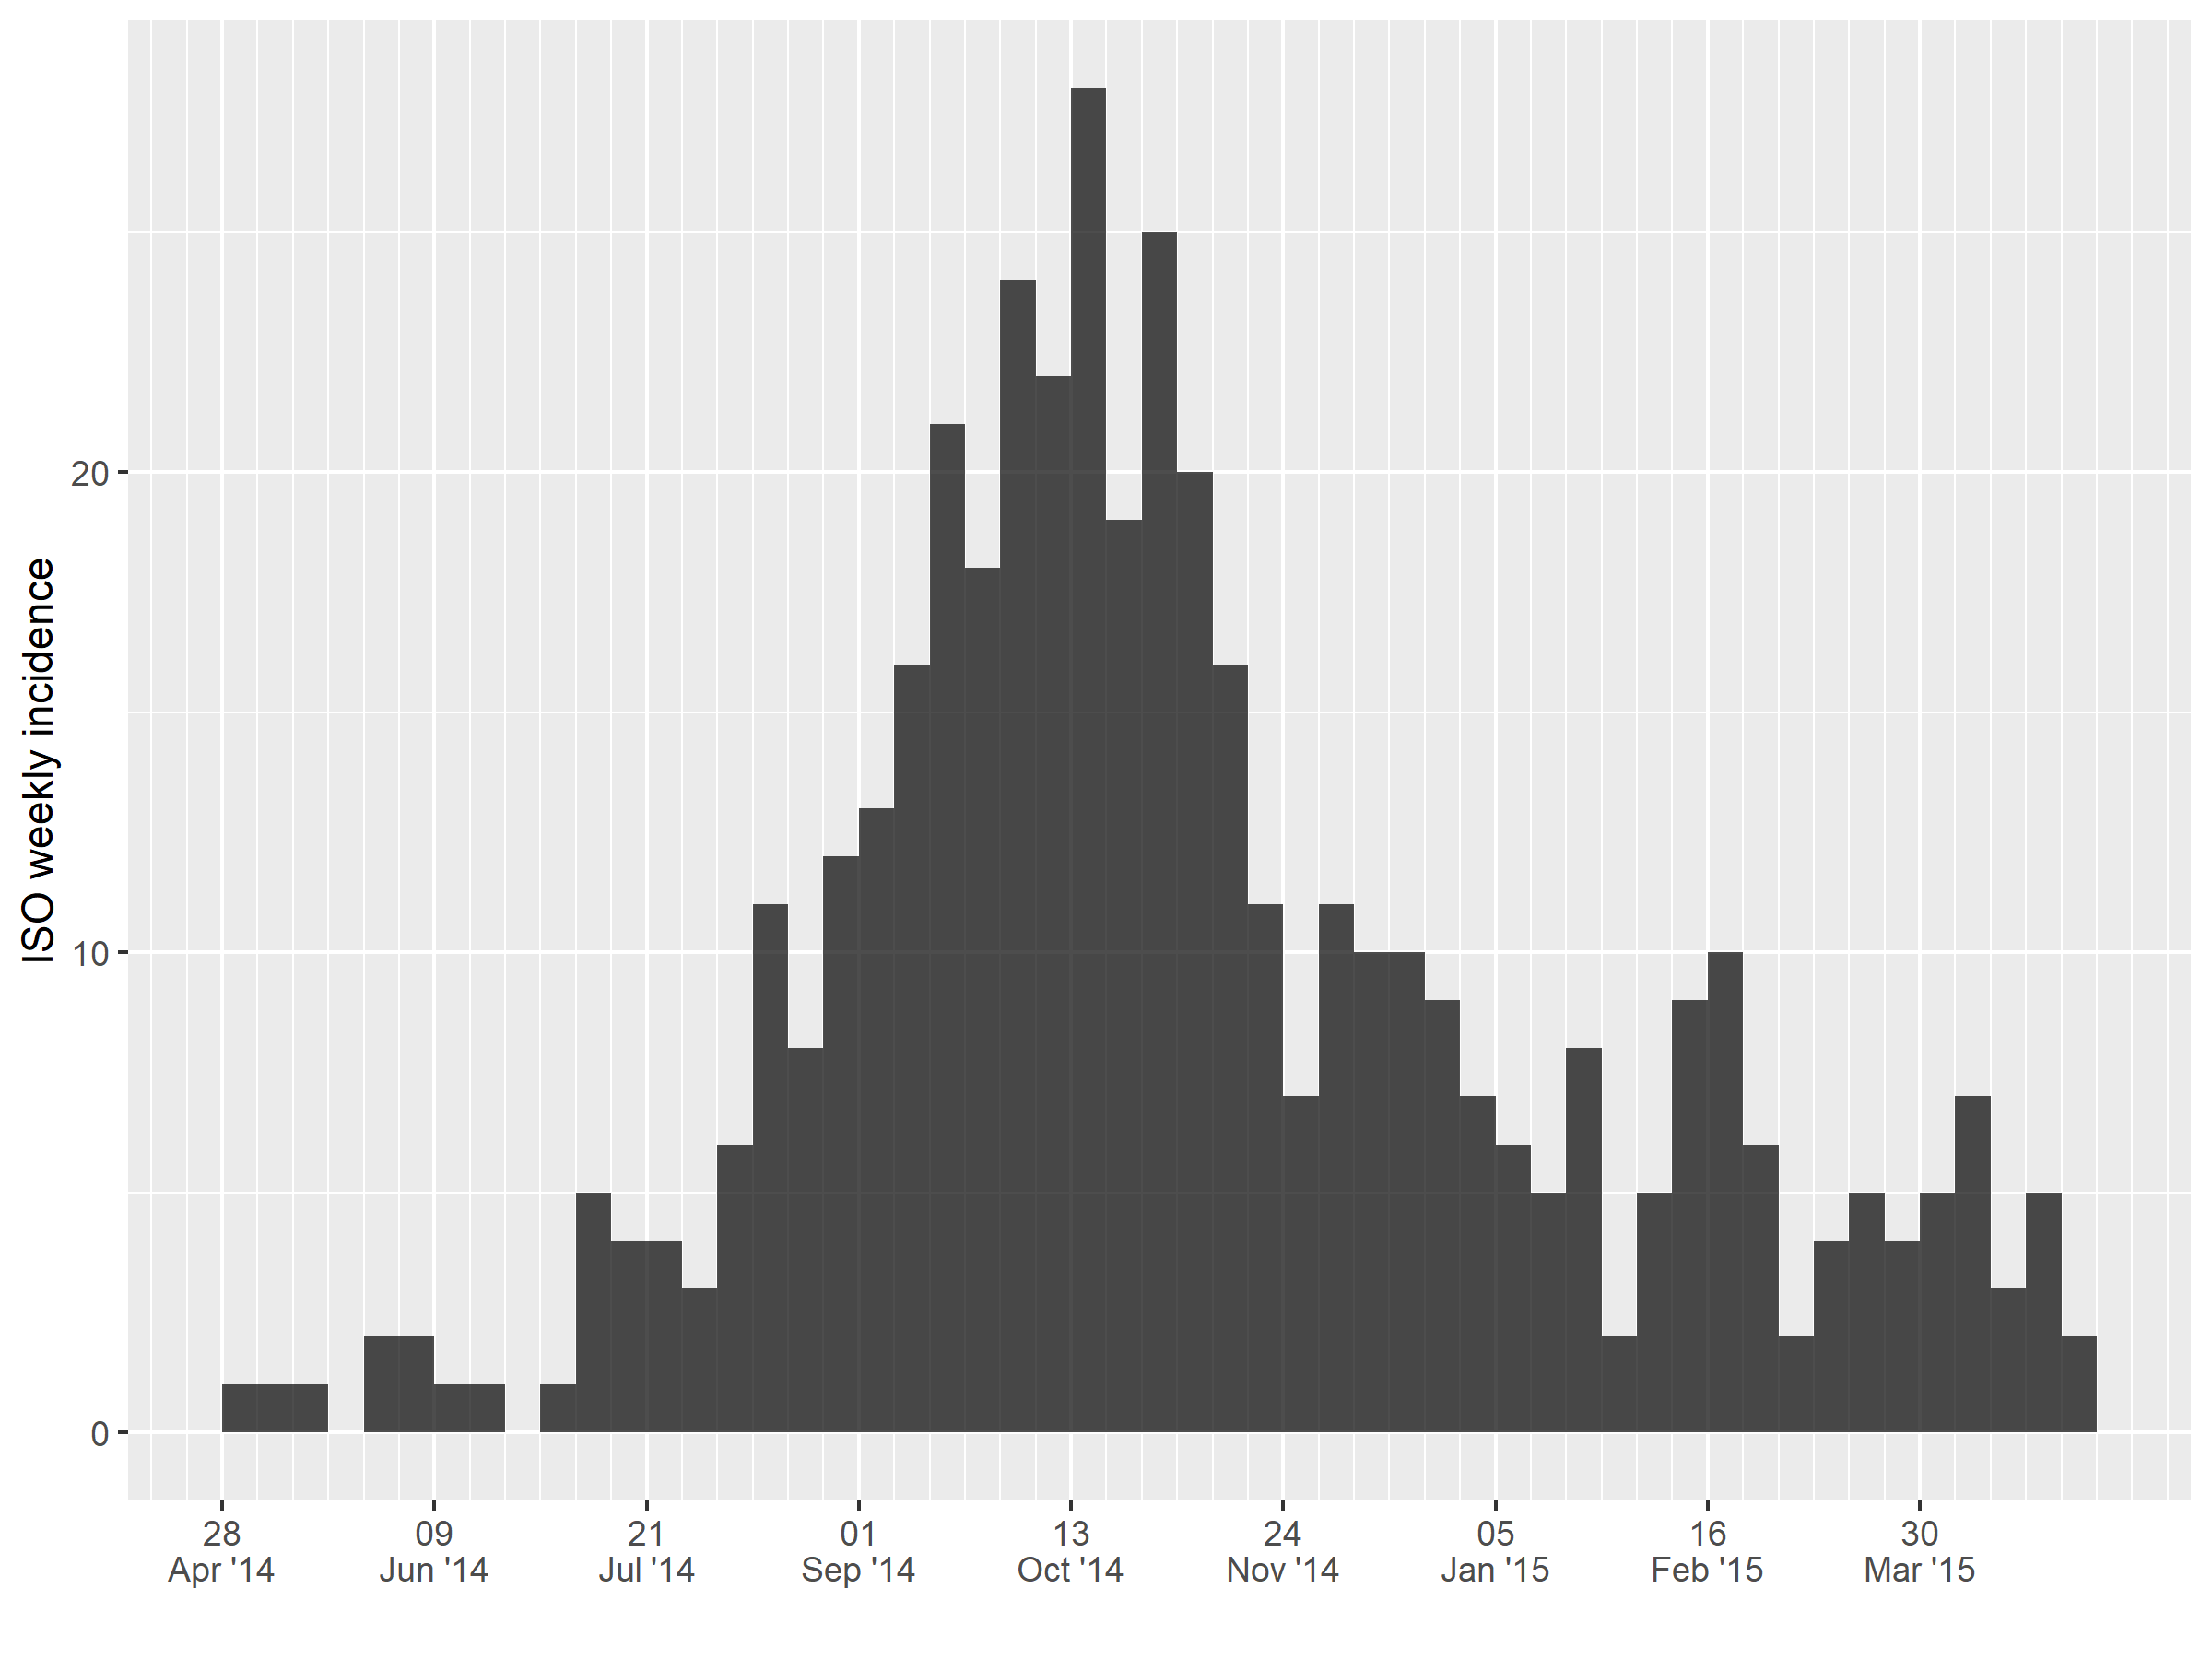 ISO weekly incidence
20
10
0
28 09 21 01 13 24 05 16 30
Apr '14 Jun '14 Jul '14 Sep '14 Oct '14 Nov '14 Jan '15 Feb '15 Mar '15